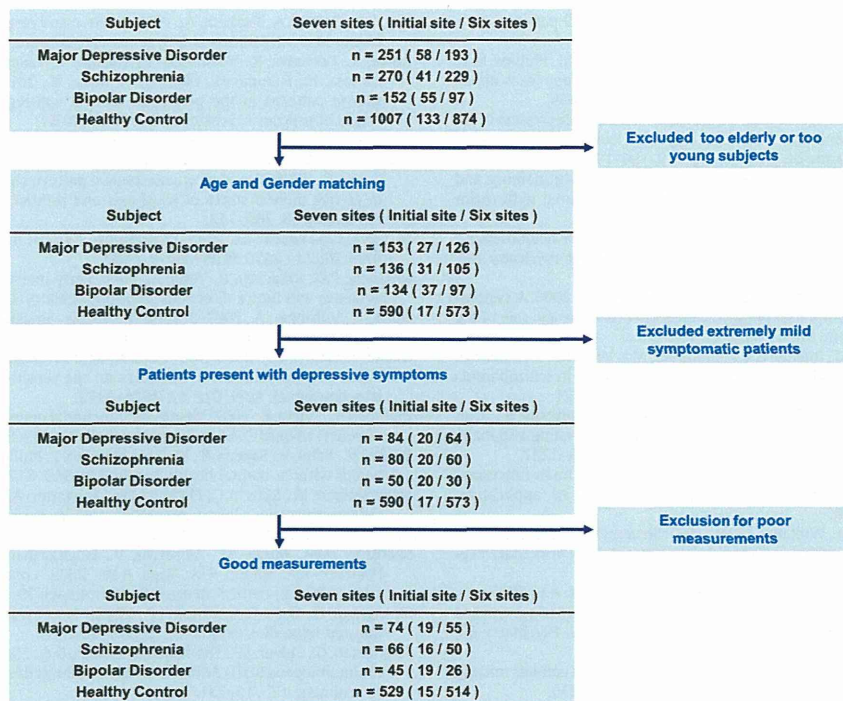 Subject Seven sites ( Initial site / Six sites )
Major Depressive Disorder n = 251 ( 58 / 193 )
Schizophrenia n = 270 ( 41 / 229 )
Bipolar Disorder n = 152 ( 55 / 97 )
Healthy Control n = 1007 ( 133 / 874 )
Excluded too elderly or too
young subjects
Age and Gender matching
Subject Seven sites ( Initial site / Six sites )
Major Depressive Disorder n = 153 ( 27 / 126 )
Schizophrenia n = 136 ( 31 / 105 )
Bipolar Disorder n = 134 ( 37 / 97 )
Healthy Control n = 590 ( 17 / 573 )
Excluded extremely mild
symptomatic patients
Patients present with depressive symptoms
Subject Seven sites ( Initial site / Six sites )
Major Depressive Disorder n = 84 ( 20 / 64 )
Schizophrenia n = 80 ( 20 / 60 )
Bipolar Disorder n = 50 ( 20 / 30 )
Healthy Control n = 590 ( 17 / 573 )
Exclusion for poor
measurements
Good measurements
Subject Seven sites ( Initial site / Six sites )
Major Depressive Disorder n = 74 ( 19 / 55 )
Schizophrenia n = 66 ( 16 / 50 )
Bipolar Disorder n = 45 ( 19 / 26 )
Healthy Control n = 529 ( 15 / 514 )